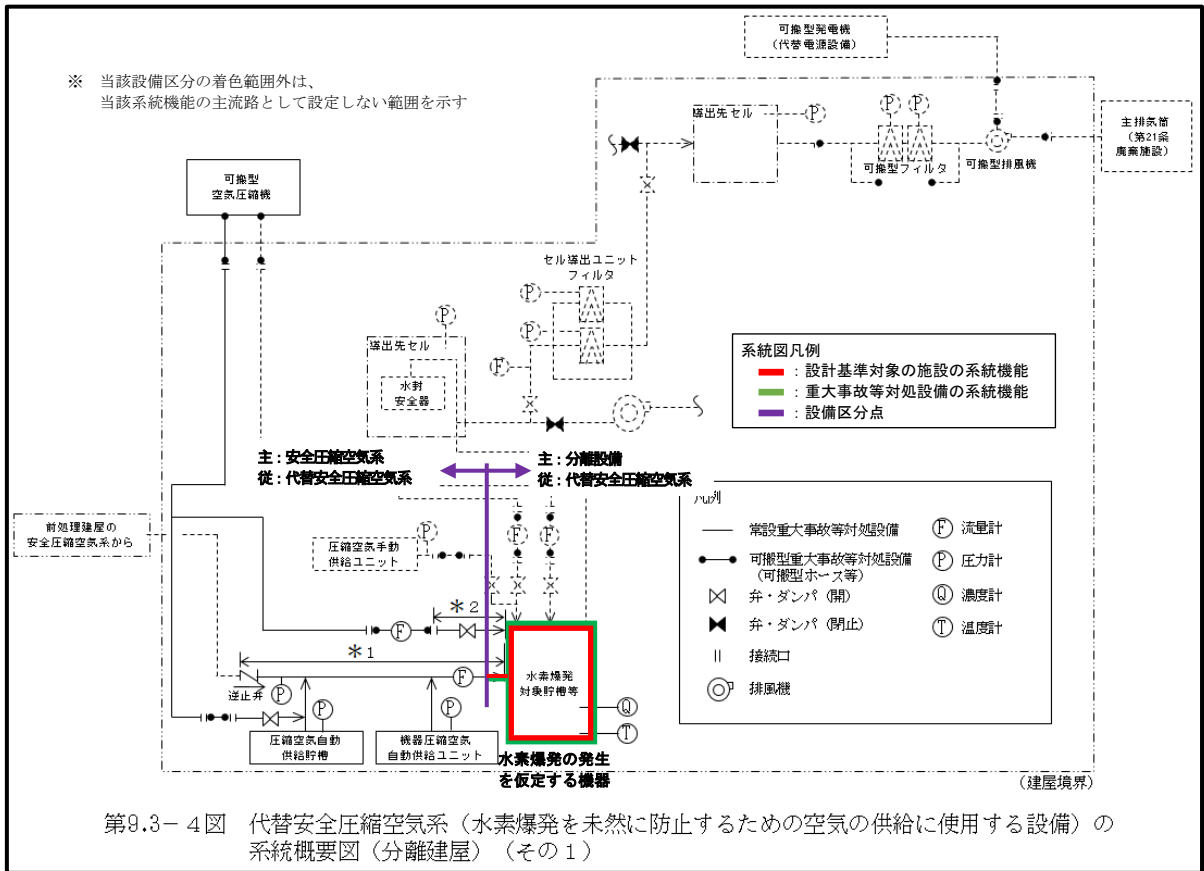 可搬型発電機
(代替電源設備)
※ 当該設備区分の着色範囲外は、
当該系統機能の主流路として設定しない範囲を示す
導出先セル
P
P
P
主排気筒
(第21条
廃棄施設)
可搬型フィルタ
可搬型排風機
可搬型
空気圧縮機
セル導出ユニット
フィルタ
P
P
P
F
導出先セル
水封
安全器
系統図凡例
:設計基準対象の施設の系統機能
:重大事故等対処設備の系統機能
:設備区分点
主:安全圧縮空気系
従:代替安全圧縮空気系
主:分離設備
従:代替安全圧縮空気系
前処理建屋の
安全圧縮空気系から
圧縮空気手動
供給ユニット
P
F
F
凡例
常設重大事故等対処設備
可搬型重大事故等対処設備
(可搬型ホース等)
弁・ダンパ(開)
弁・ダンパ(閉止)
接続口
排風機
F 流量計
P 圧力計
Q 濃度計
T 温度計
*2
F
*1
F
逆止弁
P
P
P
水素爆発
対象貯槽等
Q
T
圧縮空気自動
供給貯槽
機器圧縮空気
自動供給ユニット
水素爆発の発生
を仮定する機器
(建屋境界)
第9.3-4図 代替安全圧縮空気系(水素爆発を未然に防止するための空気の供給に使用する設備)の
系統概要図(分離建屋)(その1)